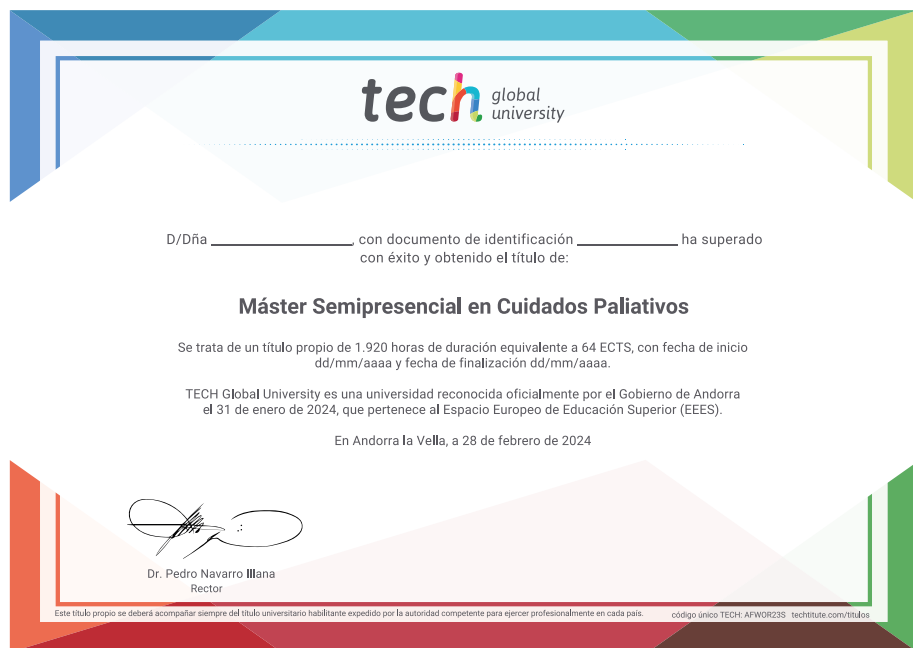 tech global university
D/Dña ____________, con documento de identificación ____________ ha superado
con éxito y obtenido el título de:
Máster Semipresencial en Cuidados Paliativos
Se trata de un título propio de 1.920 horas de duración equivalente a 64 ECTS, con fecha de inicio
dd/mm/aaaa y fecha de finalización dd/mm/aaaa.
TECH Global University es una universidad reconocida oficialmente por el Gobierno de Andorra
el 31 de enero de 2024, que pertenece al Espacio Europeo de Educación Superior (EEES).
En Andorra la Vella, a 28 de febrero de 2024
Dr. Pedro Navarro Illana
Rector
Este título propio se deberá acompañar siempre del título universitario habilitante expedido por la autoridad competente para ejercer profesionalmente en cada país.
código único TECH: AFWOR23S techtitute.com/titulos